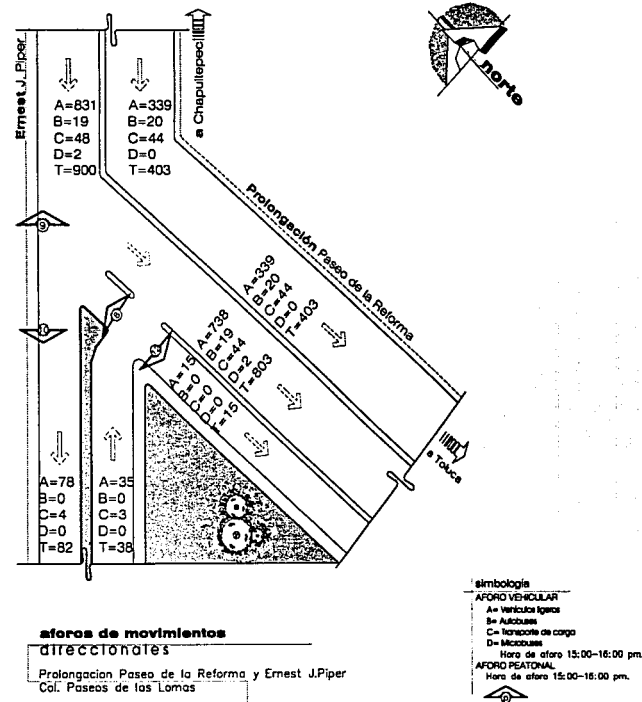 Ernest J. Piper
a Chapultepec
norte
A=831
B=19
C=48
D=2
T=900
A=339
B=20
C=44
D=0
T=403
Prolongación Paseo de la Reforma
9
A=339
B=20
C=44
D=0
T=403
10
A=738
B=19
C=44
D=2
T=803
A=15
B=0
C=0
D=0
T=15
a Toluca
A=78
B=0
C=4
D=0
T=82
A=35
B=0
C=3
D=0
T=38
simbología
AFORO VEHICULAR
A= Vehículos ligeros
B= Autobuses
C= Transporte de carga
D= Microbuses
Hora de aforo 15:00-16:00 pm.
AFORO PEATONAL
Hora de aforo 15:00-16:00 pm.
aforos de movimientos
direccionales
Prolongacion Paseo de la Reforma y Ernest J.Piper
Col. Paseos de las Lomas